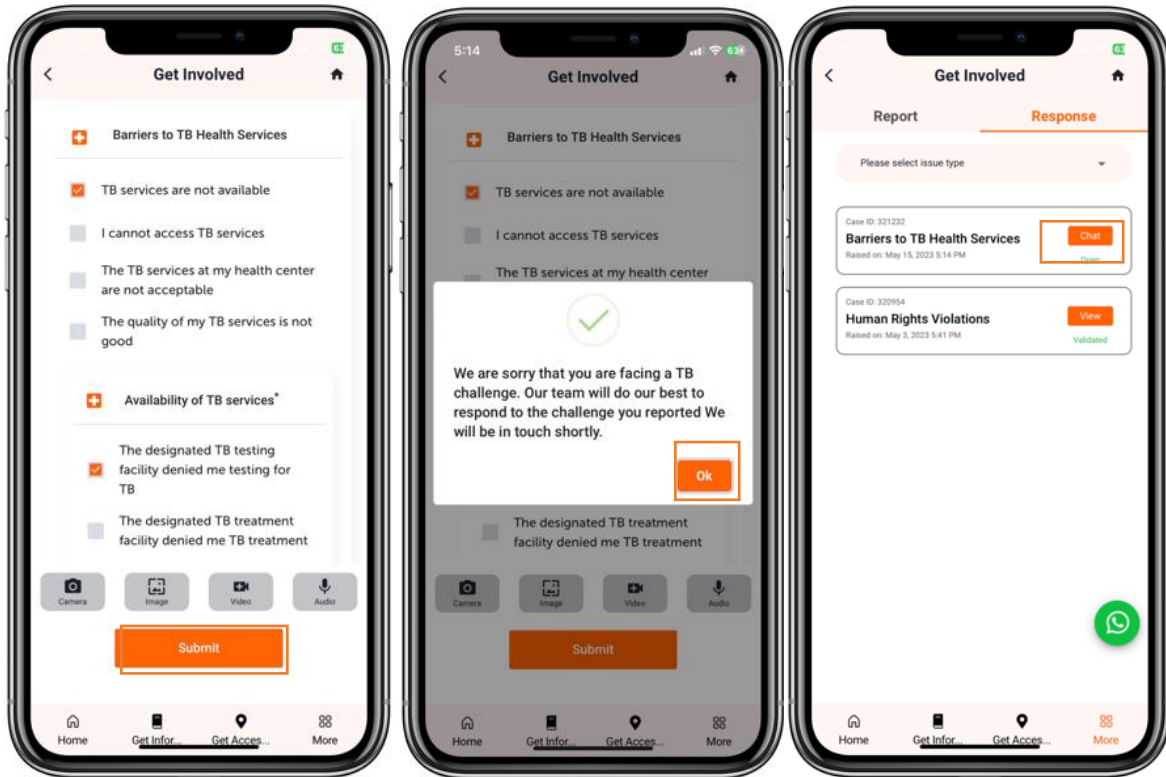 Get Involved
Barriers to TB Health Services
TB services are not available
I cannot access TB services
The TB services at my health center
are not acceptable
The quality of my TB services is not
good
Availability of TB services*
The designated TB testing
facility denied me testing for
TB
The designated TB treatment
facility denied me TB treatment
Camera
Image
Video
Audio
Submit
Home
Get Infor...
Get Acces...
More
5:14
63
Get Involved
Barriers to TB Health Services
TB services are not available
I cannot access TB services
The TB services at my health center
We are sorry that you are facing a TB
challenge. Our team will do our best to
respond to the challenge you reported We
will be in touch shortly.
Ok
The designated TB treatment
facility denied me TB treatment
Camera
Image
Video
Audio
Submit
Home
Get Infor...
Get Acces...
More
Get Involved
Report
Response
Please select issue type
Case ID: 321232
Barriers to TB Health Services
Raised on: May 15, 2023 5:14 PM
Chat
Open
Case ID: 320954
Human Rights Violations
Raised on: May 3, 2023 5:41 PM
View
Validated
Home
Get Infor...
Get Acces...
More